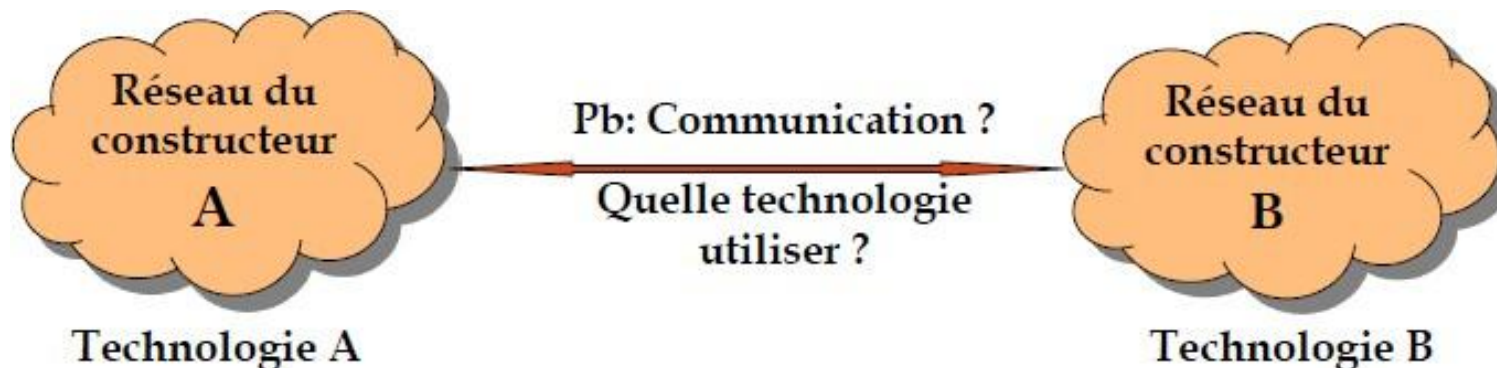 Réseau du
constructeur
A
Technologie A
Pb: Communication ?
Quelle technologie
utiliser ?
Réseau du
constructeur
B
Technologie B